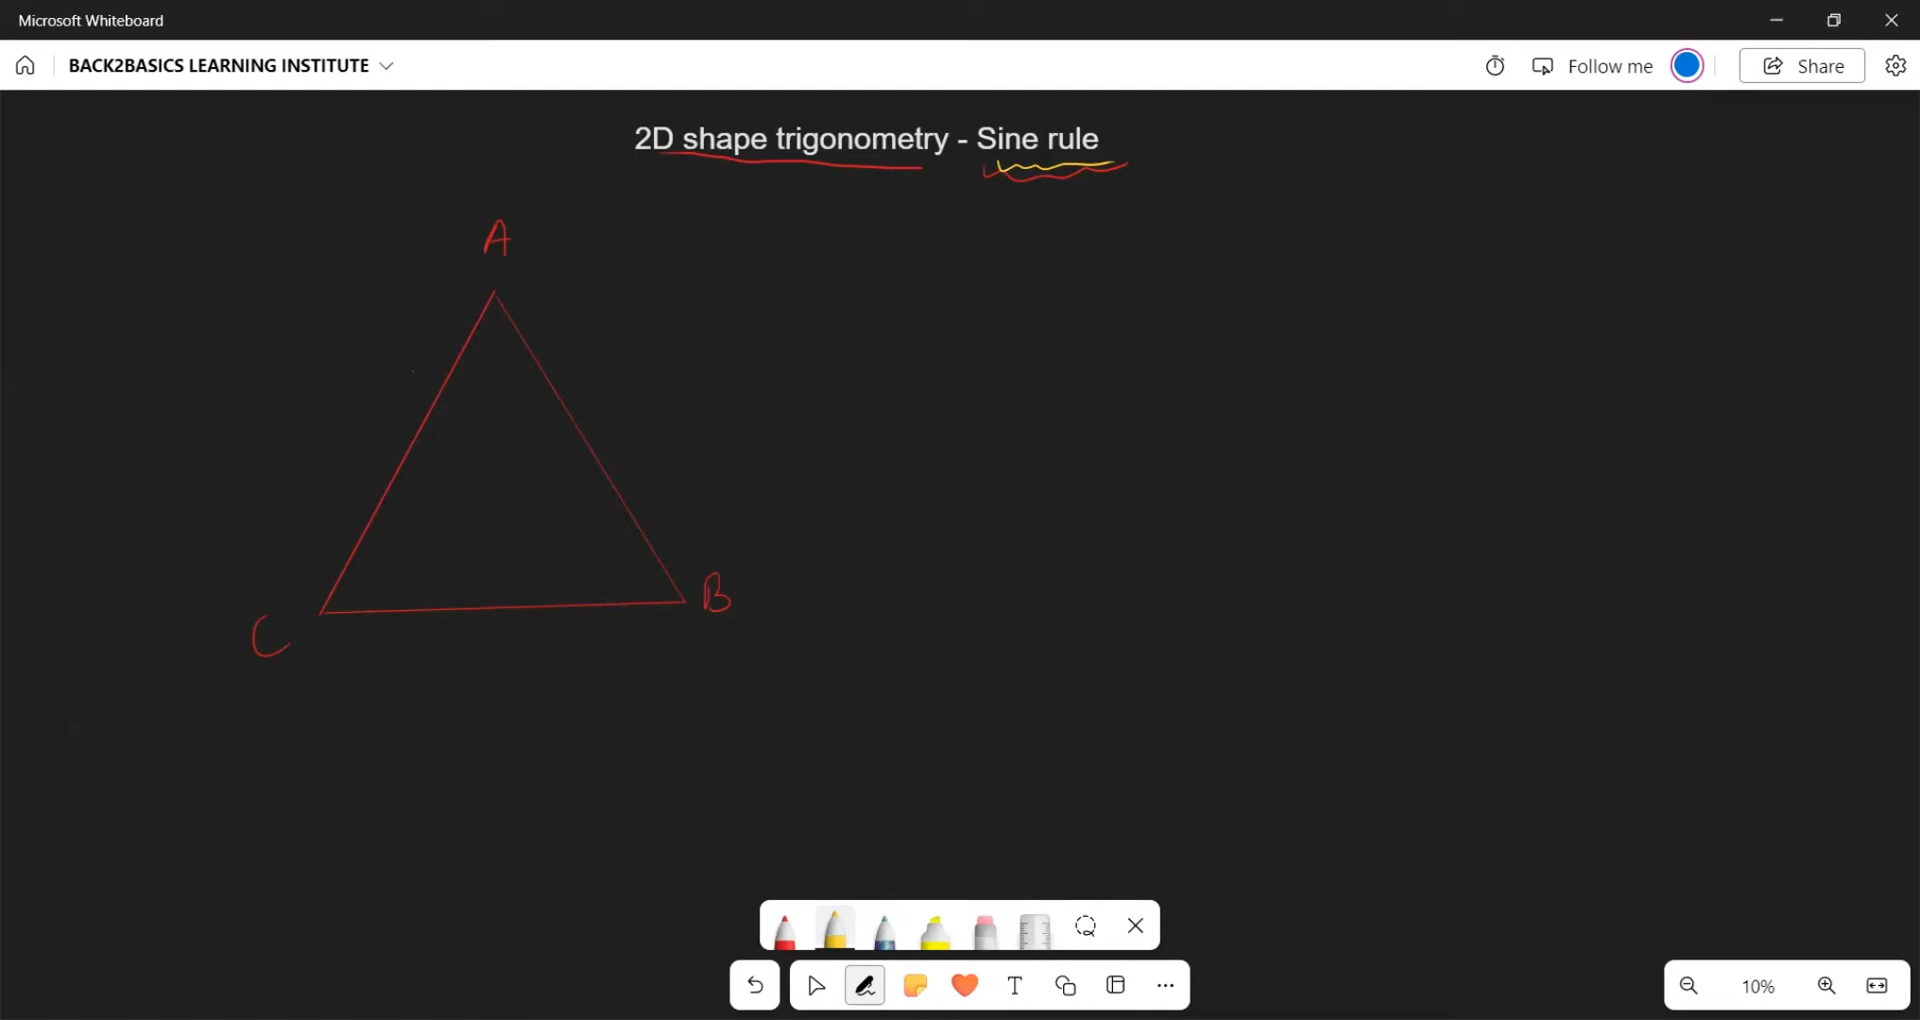 Microsoft Whiteboard
BACK2BASICS LEARNING INSTITUTE
Follow me
Share
2D shape trigonometry - Sine rule
A
B
C
10%